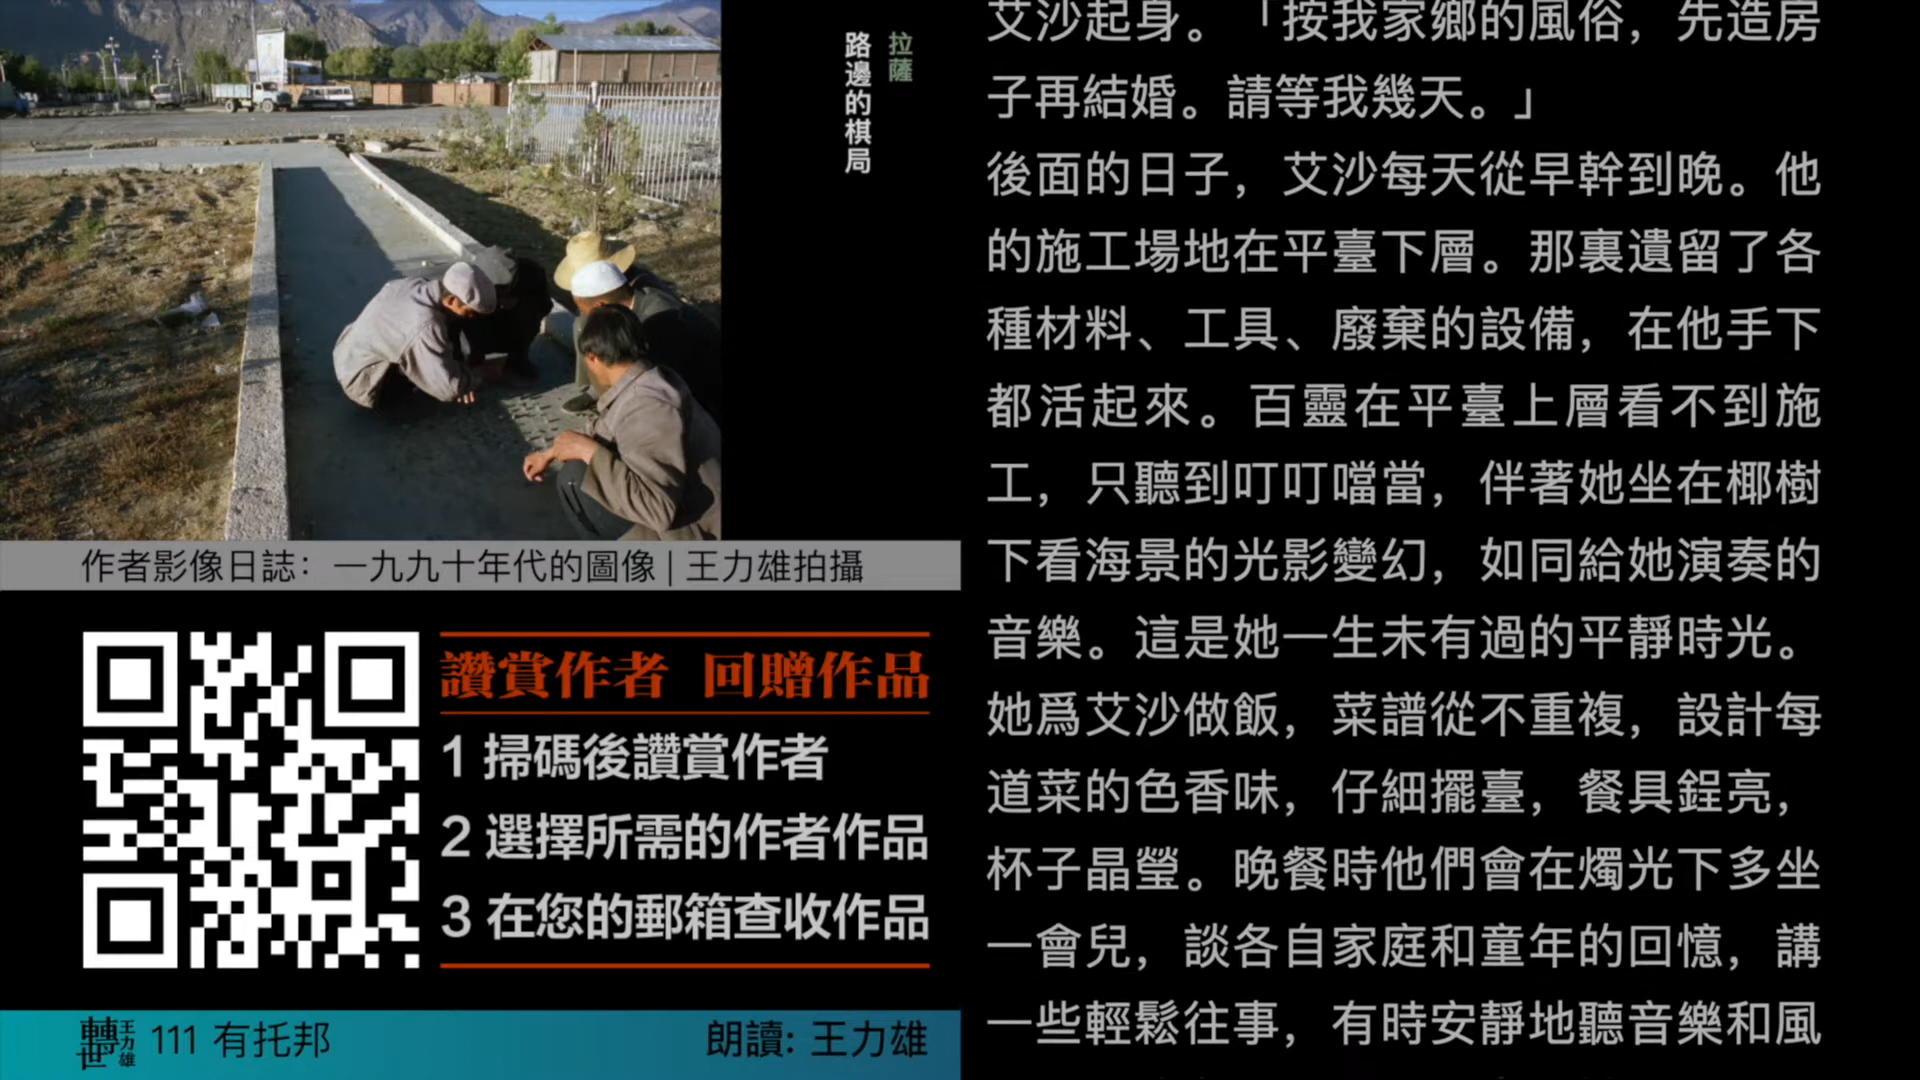 拉薩
路邊的棋局
作者影像日誌：一九九十年代的圖像 | 王力雄拍攝
讚賞作者 回贈作品
1 掃碼後讚賞作者
2 選擇所需的作者作品
3 在您的郵箱查收作品
轉世
王力雄
111 有托邦
朗讀: 王力雄
艾沙起身。「按我家鄉的風俗，先造房
子再結婚。請等我幾天。」
後面的日子，艾沙每天從早幹到晚。他
的施工場地在平臺下層。那裏遺留了各
種材料、工具、廢棄的設備，在他手下
都活起來。百靈在平臺上層看不到施
工，只聽到叮叮噹當，伴著她坐在椰樹
下看海景的光影變幻，如同給她演奏的
音樂。這是她一生未有過的平靜時光。
她爲艾沙做飯，菜譜從不重複，設計每
道菜的色香味，仔細擺臺，餐具鋥亮，
杯子晶瑩。晚餐時他們會在燭光下多坐
一會兒，談各自家庭和童年的回憶，講
一些輕鬆往事，有時安靜地聽音樂和風